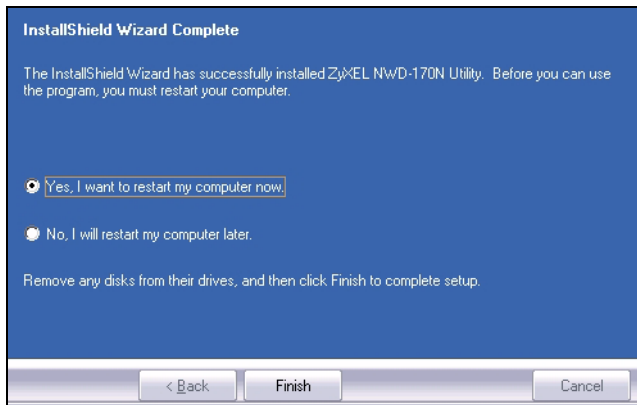 InstallShield Wizard Complete
The InstallShield Wizard has successfully installed ZyXEL NWD-170N Utility. Before you can use
the program, you must restart your computer.
Yes, I want to restart my computer now.
No, I will restart my computer later.
Remove any disks from their drives, and then click Finish to complete setup.
< Back
Finish
Cancel